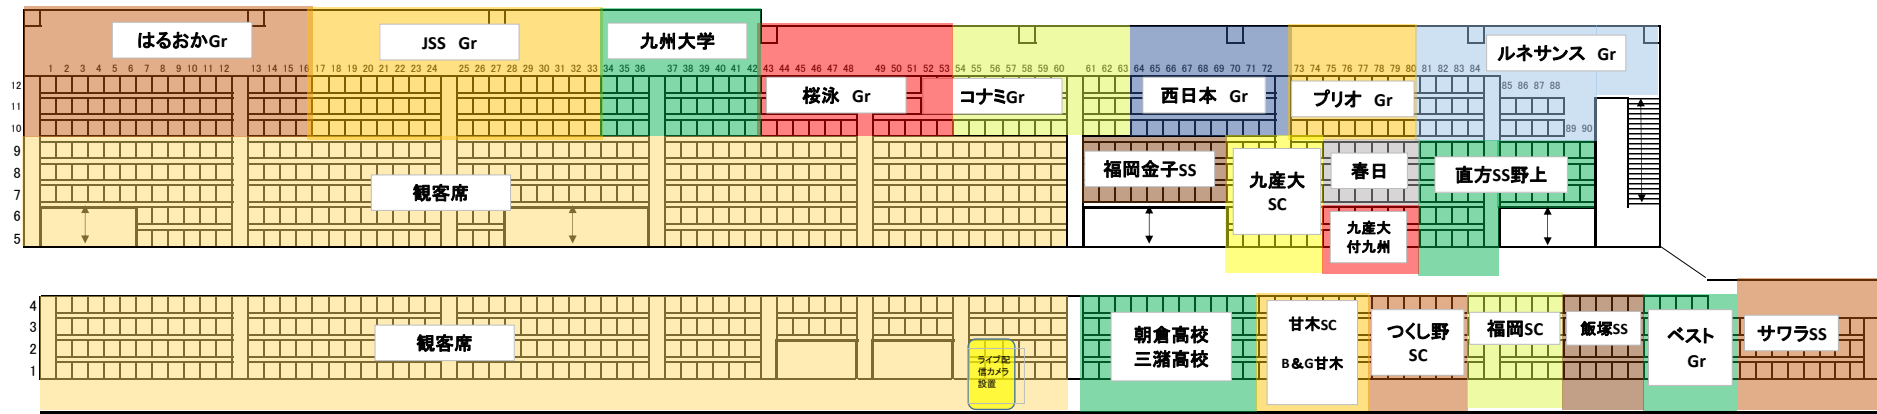 はるおかGr
JSS Gr
九州大学
ルネサンス Gr
1 2 3 4 5 6 7 8 9 10 11 12 13 14 15 16 17 18 19 20 21 22 23 24 25 26 27 28 29 30 31 32 33 34 35 36 37 38 39 40 41 42 43 44 45 46 47 48 49 50 51 52 53 54 55 56 57 58 59 60 61 62 63 64 65 66 67 68 69 70 71 72 73 74 75 76 77 78 79 80 81 82 83 84
85 86 87 88
89 90
12
11
10
9
8
7
6
5
桜泳 Gr
コナミGr
西日本 Gr
プリオ Gr
観客席
福岡金子SS
九産大
SC
春日
直方SS野上
九産大
付九州
4
3
2
1
観客席
ライブ配
信カメラ
設置
朝倉高校
三潴高校
甘木SC
B&G甘木
つくし野
SC
福岡SC
飯塚SS
ベスト
Gr
サワラSS